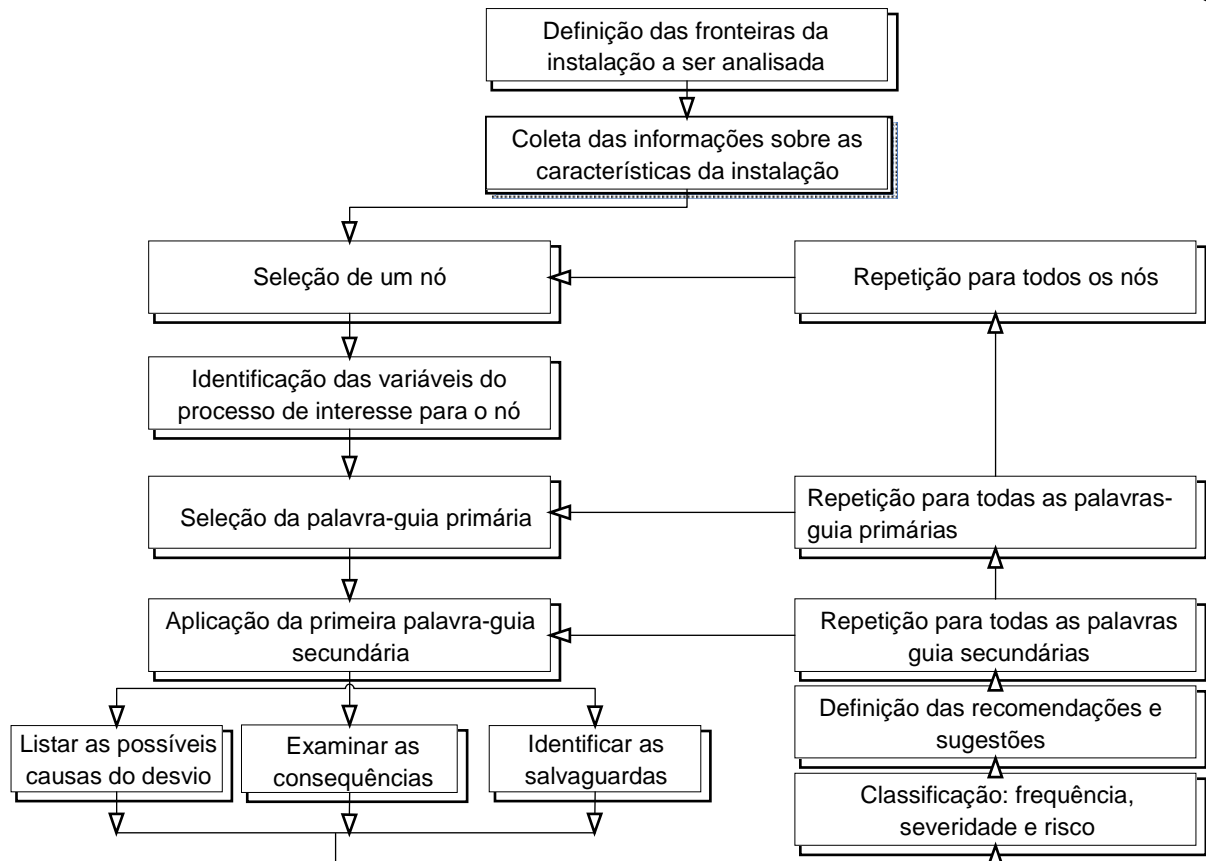 Definição das fronteiras da
instalação a ser analisada
Coleta das informações sobre as
características da instalação
Seleção de um nó
Repetição para todos os nós
Identificação das variáveis do
processo de interesse para o nó
Seleção da palavra-guia primária
Repetição para todas as palavras-
guia primárias
Aplicação da primeira palavra-guia
secundária
Repetição para todas as palavras
guia secundárias
Listar as possíveis
causas do desvio
Examinar as
consequências
Identificar as
salvaguardas
Definição das recomendações e
sugestões
Classificação: frequência,
severidade e risco